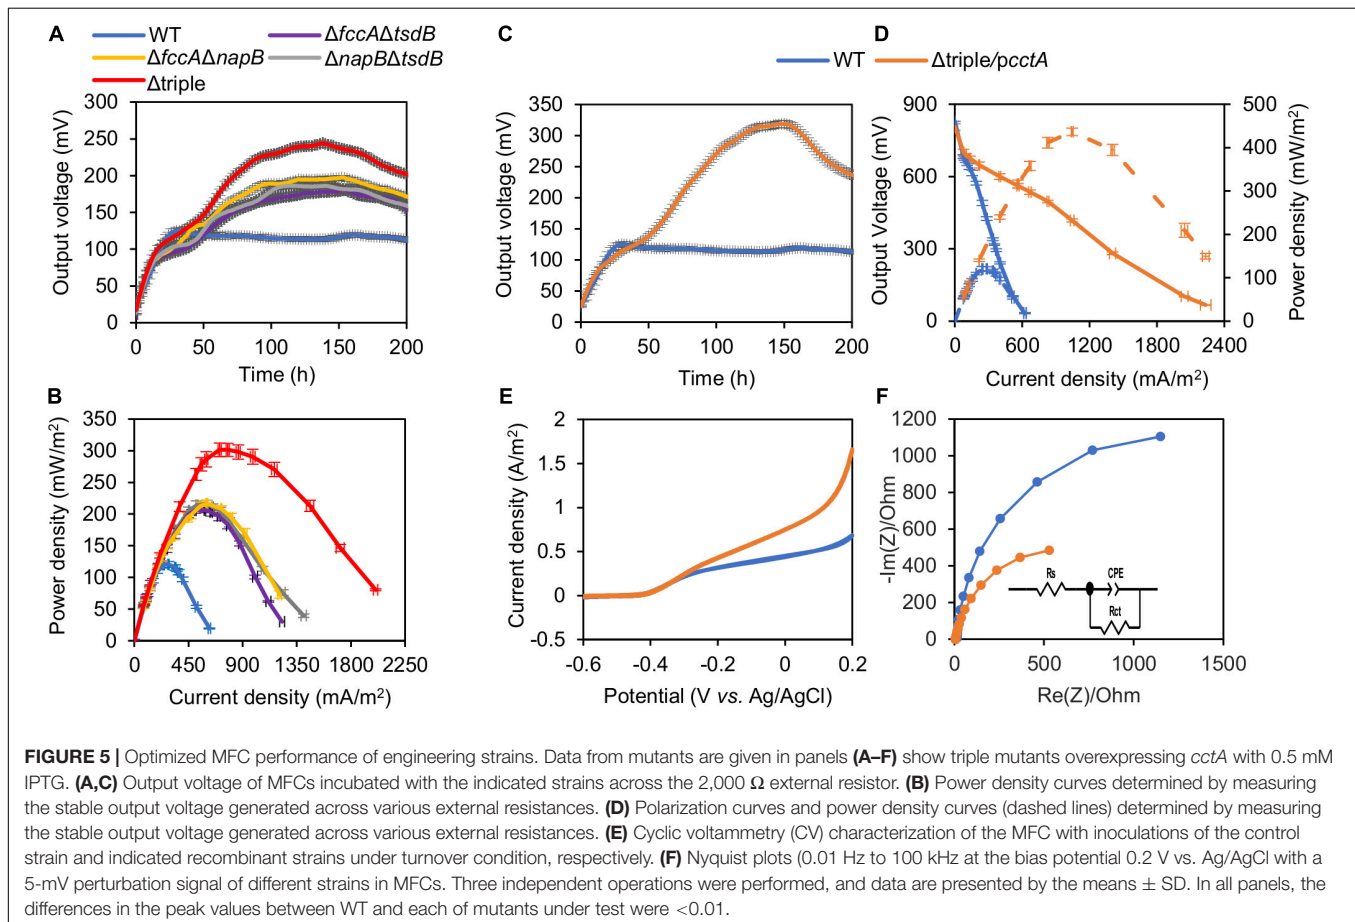 A
WT
ΔfccAΔtsdB
ΔfccAΔnapB
ΔnapBΔtsdB
Δtriple
Output voltage (mV)
300
250
200
150
100
50
0
0 50 100 150 200
Time (h)
C
WT
Δtriple/pcctA
Output voltage (mV)
350
300
250
200
150
100
50
0
0 50 100 150 200
Time (h)
D
Output Voltage (mV)
900
600
300
0
500
400
300
200
100
0
Power density (mW/m²)
0 600 1200 1800 2400
Current density (mA/m²)
B
Power density (mW/m²)
350
300
250
200
150
100
50
0
0 450 900 1350 1800 2250
Current density (mA/m²)
E
Current density (A/m²)
2
1.5
1
0.5
0
-0.5
-0.6 -0.4 -0.2 0 0.2
Potential (V vs. Ag/AgCl)
F
-Im(Z)/Ohm
1200
1000
800
600
400
200
0
Rs
CPE
Rct
0 500 1000 1500
Re(Z)/Ohm
FIGURE 5 | Optimized MFC performance of engineering strains. Data from mutants are given in panels (A–F) show triple mutants overexpressing cctA with 0.5 mM
IPTG. (A,C) Output voltage of MFCs incubated with the indicated strains across the 2,000 Ω external resistor. (B) Power density curves determined by measuring
the stable output voltage generated across various external resistances. (D) Polarization curves and power density curves (dashed lines) determined by measuring
the stable output voltage generated across various external resistances. (E) Cyclic voltammetry (CV) characterization of the MFC with inoculations of the control
strain and indicated recombinant strains under turnover condition, respectively. (F) Nyquist plots (0.01 Hz to 100 kHz at the bias potential 0.2 V vs. Ag/AgCl with a
5-mV perturbation signal of different strains in MFCs. Three independent operations were performed, and data are presented by the means ± SD. In all panels, the
differences in the peak values between WT and each of mutants under test were <0.01.